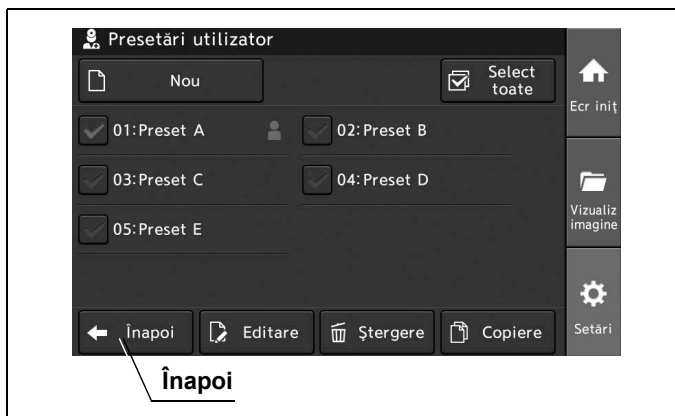 Presetări utilizator
Nou
Select
toate
Ecr iniț
01:Preset A
02:Preset B
03:Preset C
04:Preset D
Vizualiz
imagine
05:Preset E
Înapoi
Editare
Ștergere
Copiere
Setări
Înapoi